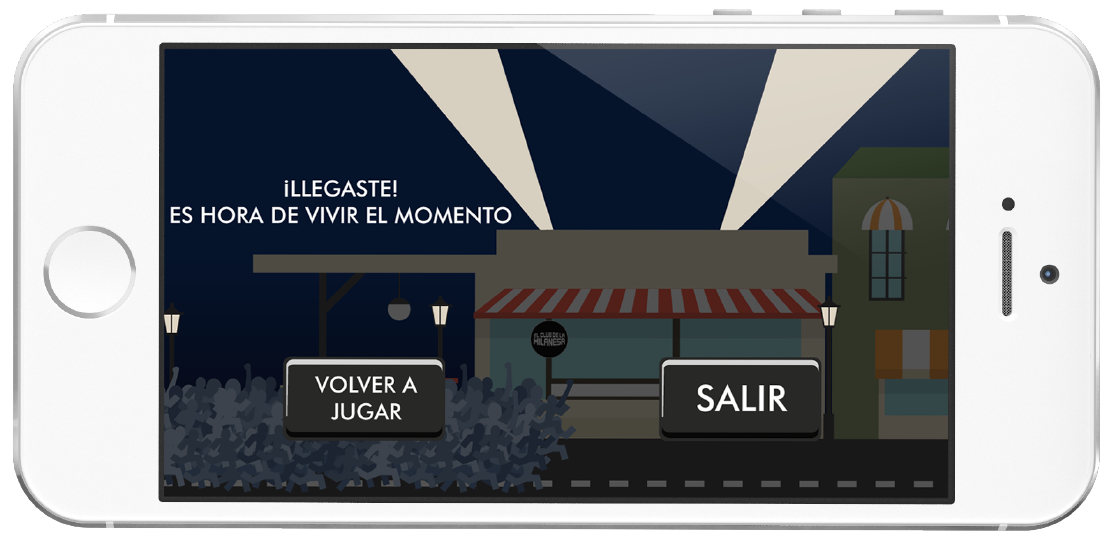 ¡LLEGASTE!
ES HORA DE VIVIR EL MOMENTO
EL CLUB DE LA
MILANESA
VOLVER A
JUGAR
SALIR